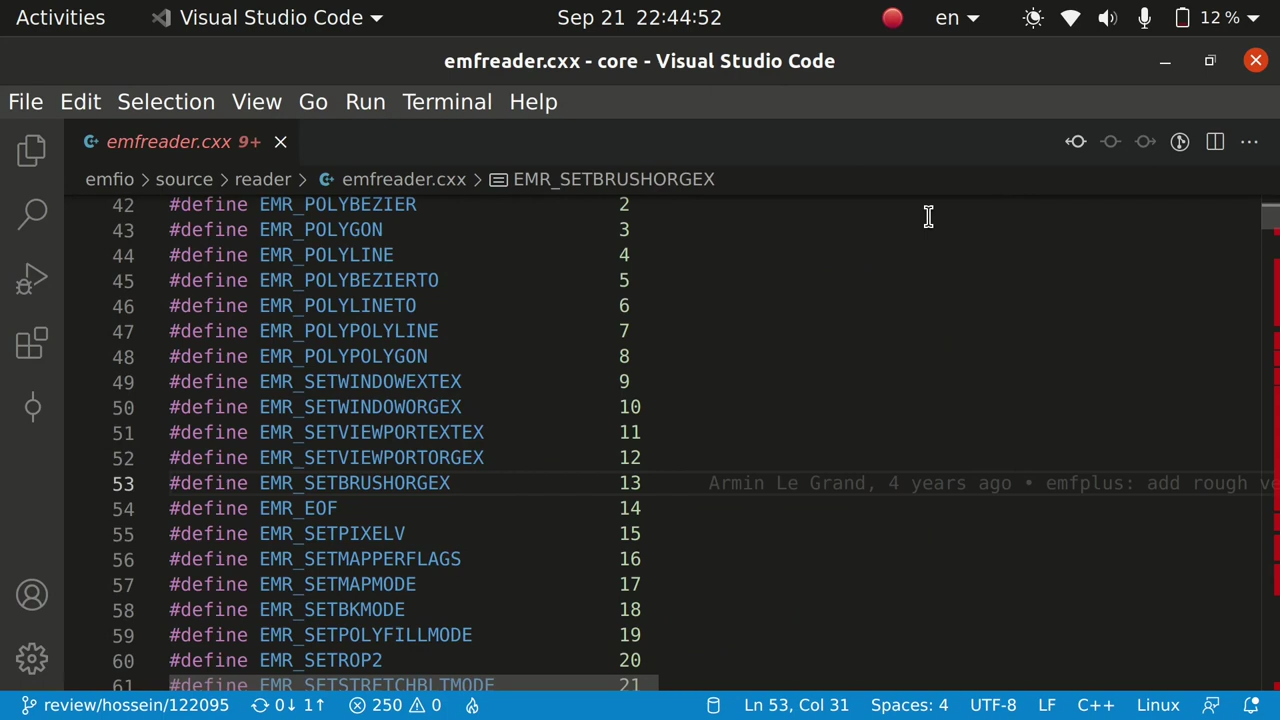 Activities Visual Studio Code Sep 21 22:44:52 en 12 %
emfreader.cxx - core - Visual Studio Code
File Edit Selection View Go Run Terminal Help
emfreader.cxx 9+
emfio > source > reader > emfreader.cxx > EMR_SETBRUSHORGEX
42 #define EMR_POLYBEZIER 2
43 #define EMR_POLYGON 3
44 #define EMR_POLYLINE 4
45 #define EMR_POLYBEZIERTO 5
46 #define EMR_POLYLINETO 6
47 #define EMR_POLYPOLYLINE 7
48 #define EMR_POLYPOLYGON 8
49 #define EMR_SETWINDOWEXTEX 9
50 #define EMR_SETWINDOWORGEX 10
51 #define EMR_SETVIEWPORTEXTEX 11
52 #define EMR_SETVIEWPORTORGEX 12
53 #define EMR_SETBRUSHORGEX 13 Armin Le Grand, 4 years ago • emfplus: add rough ve
54 #define EMR_EOF 14
55 #define EMR_SETPIXELV 15
56 #define EMR_SETMAPPERFLAGS 16
57 #define EMR_SETMAPMODE 17
58 #define EMR_SETBKMODE 18
59 #define EMR_SETPOLYFILLMODE 19
60 #define EMR_SETROP2 20
61 #define EMR_SETSTRETCHBLTMODE 21
review/hossein/122095 0↓ 1↑ 250 0 Ln 53, Col 31 Spaces: 4 UTF-8 LF C++ Linux